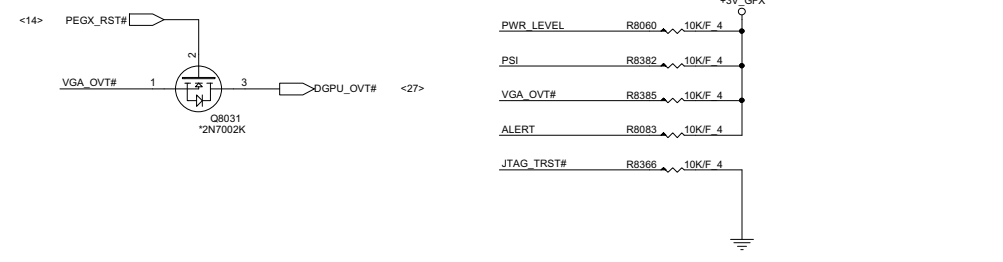 <14>
PEGX_RST#
2
VGA_OVT#
1
3
DGPU_OVT#
<27>
Q8031
*2N7002K
+3V_GFX
PWR_LEVEL R8060 10K/F_4
PSI R8382 10K/F_4
VGA_OVT# R8385 10K/F_4
ALERT R8083 10K/F_4
JTAG_TRST# R8366 10K/F_4